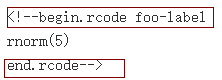 <!--begin.rcode foo-label
rnorm(5)
end.rcode-->